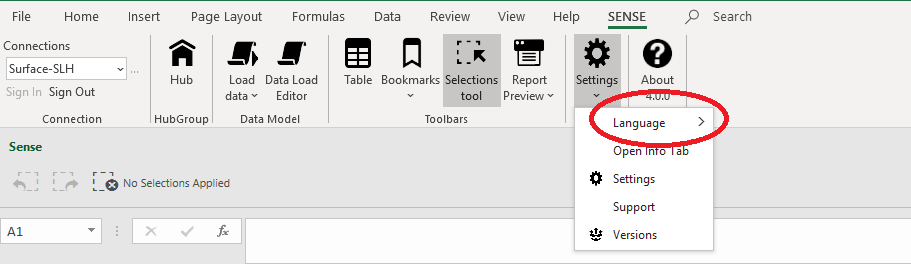 File Home Insert Page Layout Formulas Data Review View Help SENSE Search
Connections
Surface-SLH ...
Sign In Sign Out
Connection
Hub
HubGroup
Load data
Data Load Editor
Data Model
Table
Bookmarks
Selections tool
Report Preview
Toolbars
Settings
About
4.0.0
Language
Open Info Tab
Settings
Support
Versions
Sense
No Selections Applied
A1
fx